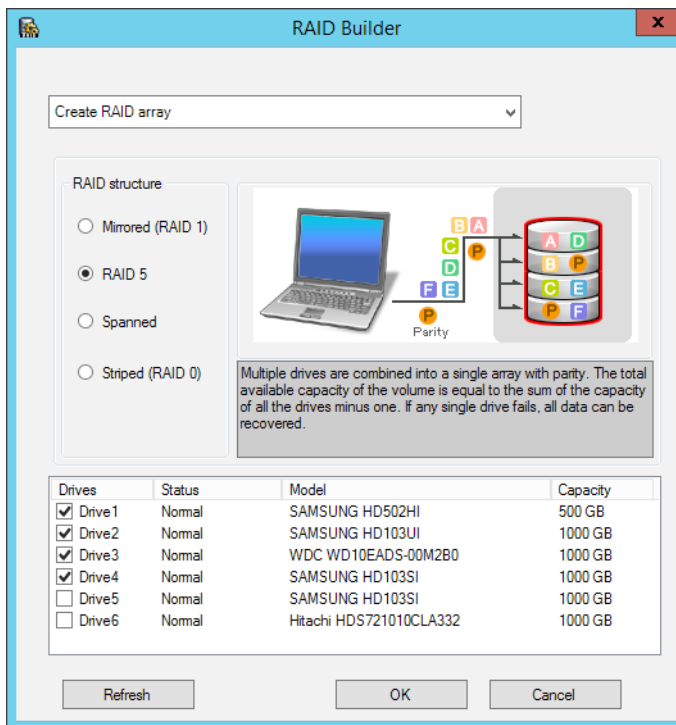 RAID Builder
x
Create RAID array
RAID structure
Mirrored (RAID 1)
RAID 5
Spanned
Striped (RAID 0)
B A
C P
D
F E
P
Parity
A D
B P
C E
P F
Multiple drives are combined into a single array with parity. The total
available capacity of the volume is equal to the sum of the capacity
of all the drives minus one. If any single drive fails, all data can be
recovered.
Drives Status Model Capacity
Drive1 Normal SAMSUNG HD502HI 500 GB
Drive2 Normal SAMSUNG HD103UI 1000 GB
Drive3 Normal WDC WD10EADS-00M2B0 1000 GB
Drive4 Normal SAMSUNG HD103SI 1000 GB
Drive5 Normal SAMSUNG HD103SI 1000 GB
Drive6 Normal Hitachi HDS721010CLA332 1000 GB
Refresh OK Cancel